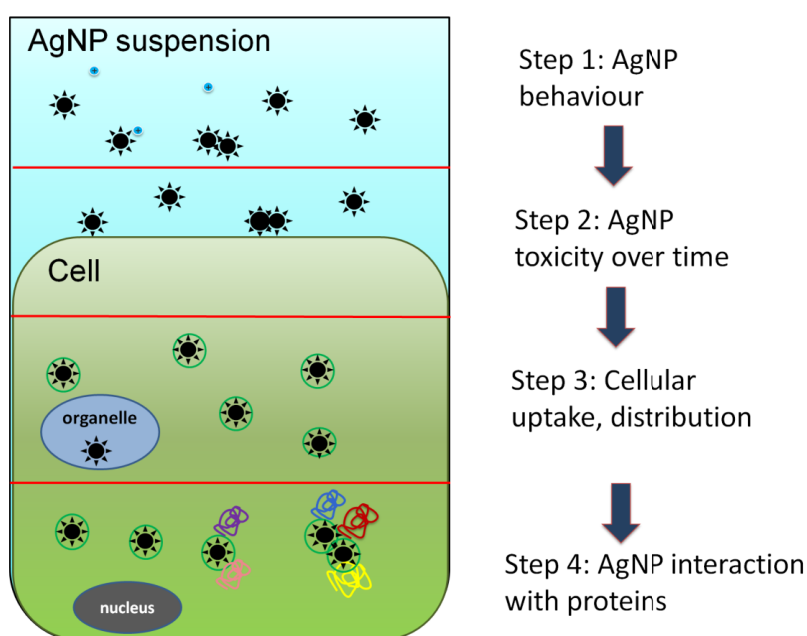 AgNP suspension
Cell
organelle
nucleus
Step 1: AgNP
behaviour
Step 2: AgNP
toxicity over time
Step 3: Cellular
uptake, distribution
Step 4: AgNP interaction
with proteins